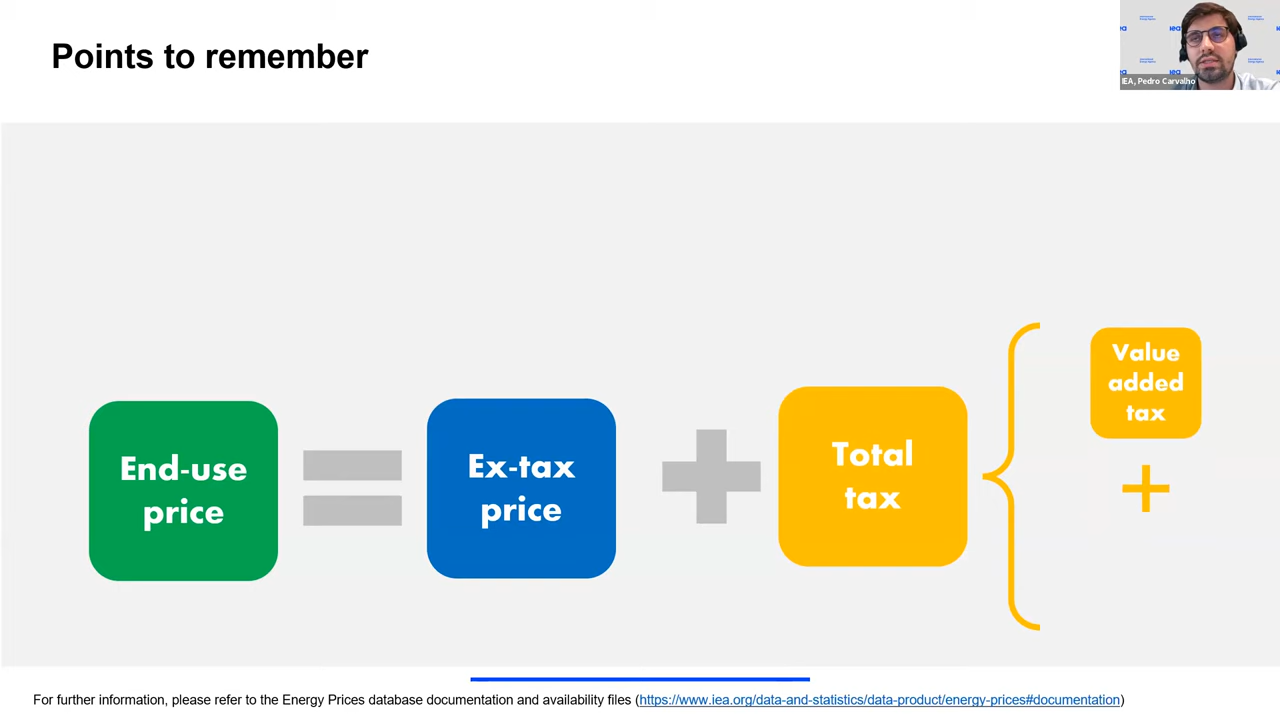 Points to remember
IEA, Pedro Carvalho
End-use
price
Ex-tax
price
Total
tax
Value
added
tax
For further information, please refer to the Energy Prices database documentation and availability files (https://www.iea.org/data-and-statistics/data-product/energy-prices#documentation)